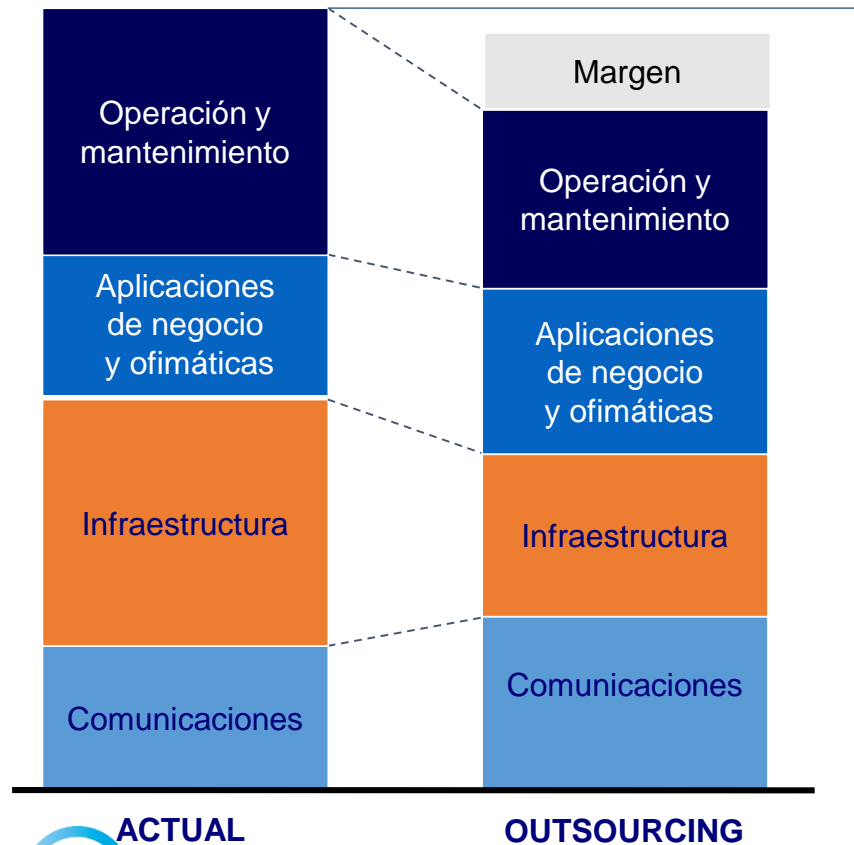 Operación y
mantenimiento
Aplicaciones
de negocio
y ofimáticas
Infraestructura
Comunicaciones
ACTUAL
Margen
Operación y
mantenimiento
Aplicaciones
de negocio
y ofimáticas
Infraestructura
Comunicaciones
OUTSOURCING